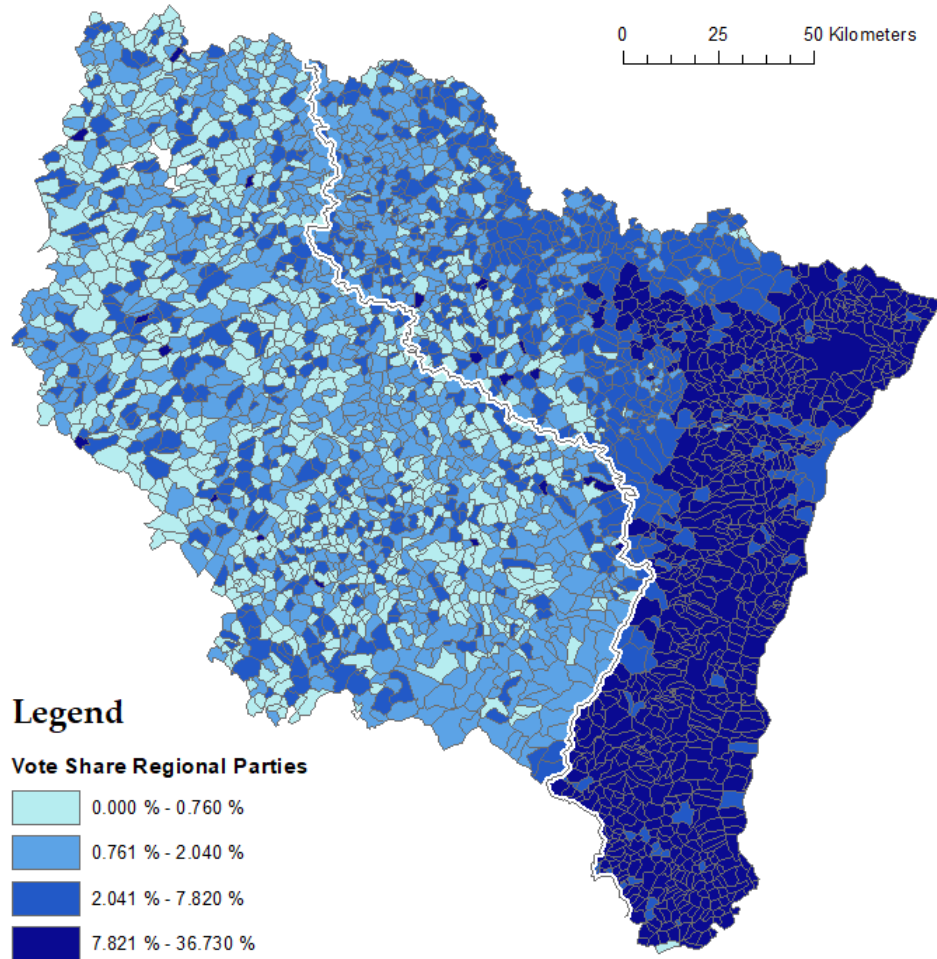 0 25 50 Kilometers
Legend
Vote Share Regional Parties
0.000 % - 0.760 %
0.761 % - 2.040 %
2.041 % - 7.820 %
7.821 % - 36.730 %